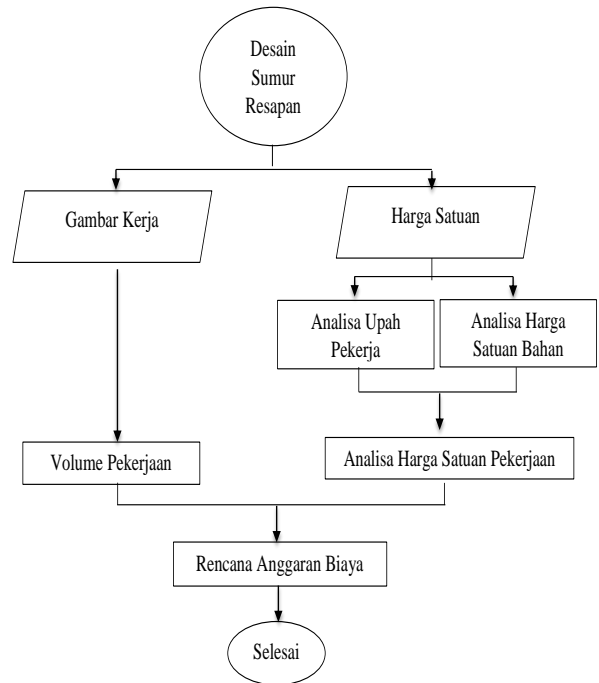 Desain
Sumur
Resapan
Gambar Kerja
Harga Satuan
Analisa Upah
Pekerja
Analisa Harga
Satuan Bahan
Volume Pekerjaan
Analisa Harga Satuan Pekerjaan
Rencana Anggaran Biaya
Selesai